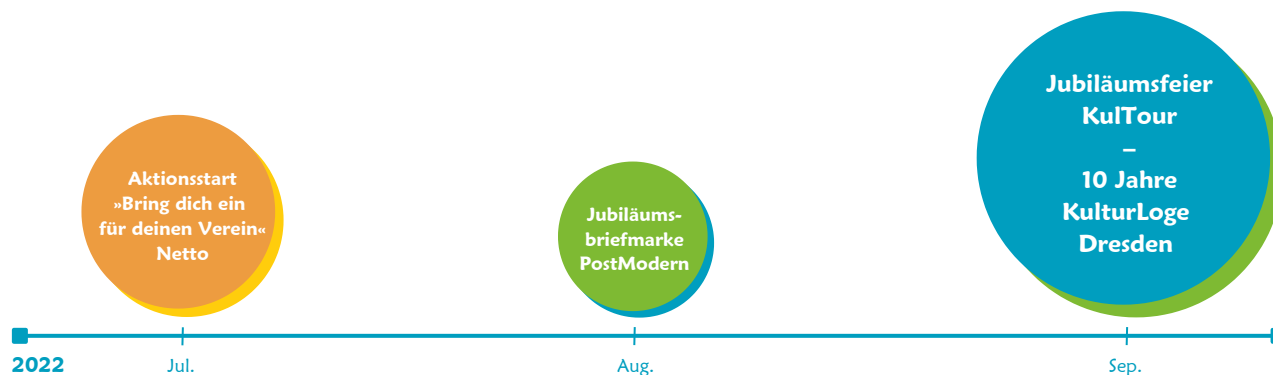 Aktionsstart
»Bring dich ein
für deinen Verein«
Netto
Jubiläums-
briefmarke
PostModern
Jubiläumsfeier
KulTour
–
10 Jahre
KulturLoge
Dresden
2022
Jul.
Aug.
Sep.